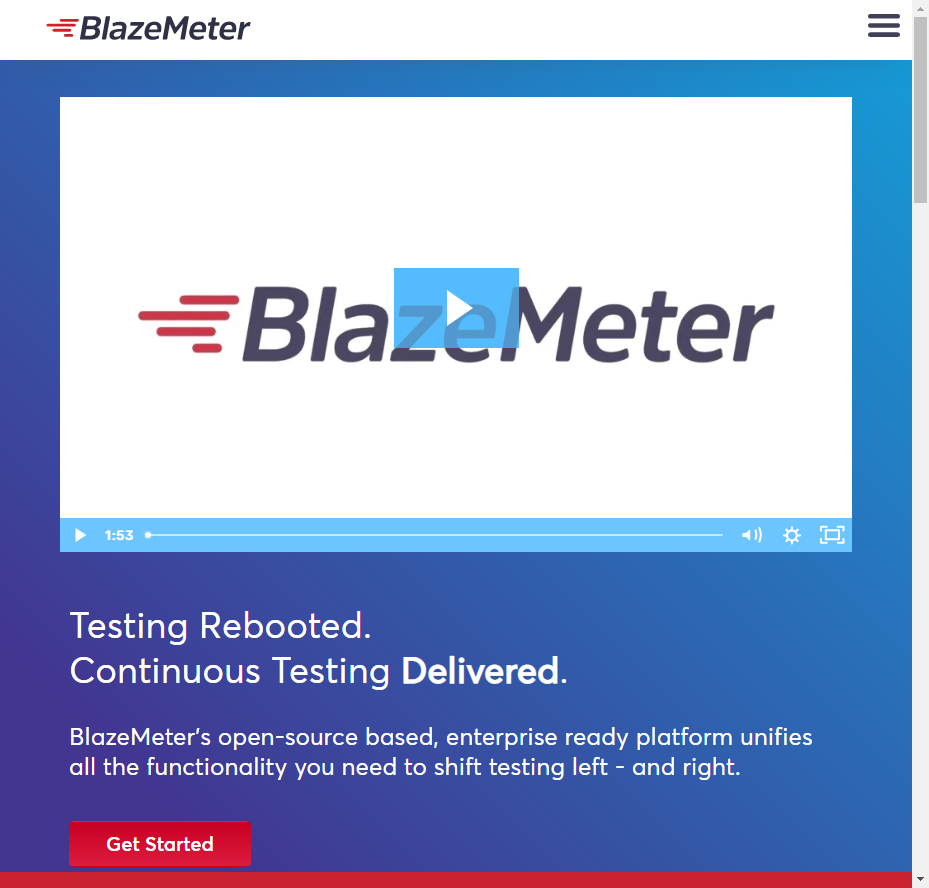 BlazeMeter
BlazeMeter
1:53
Testing Rebooted.
Continuous Testing Delivered.
BlazeMeter's open-source based, enterprise ready platform unifies
all the functionality you need to shift testing left - and right.
Get Started